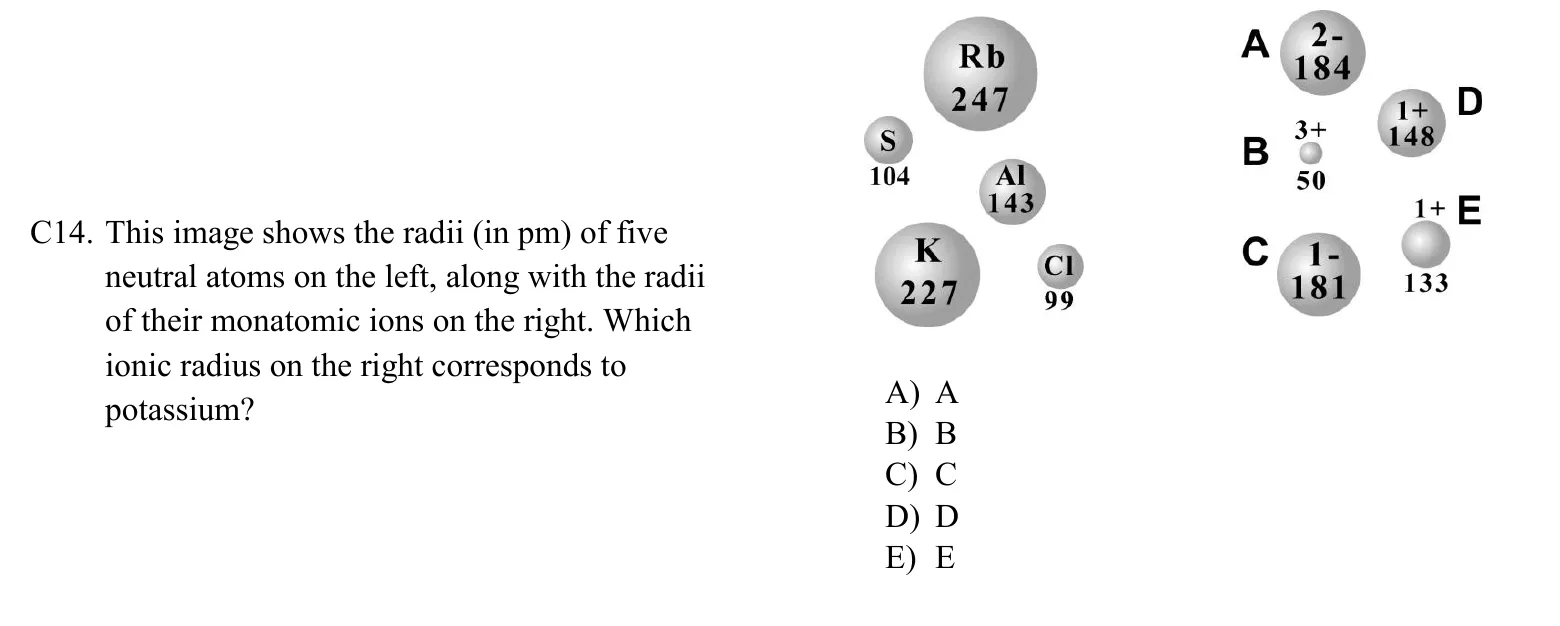 C14. This image shows the radii (in pm) of five
neutral atoms on the left, along with the radii
of their monatomic ions on the right. Which
ionic radius on the right corresponds to
potassium?
Rb
247
S
104
Al
143
K
227
Cl
99
A
2-
184
1+
148
D
B
3+
50
1+
E
133
C
1-
181
A) A
B) B
C) C
D) D
E) E